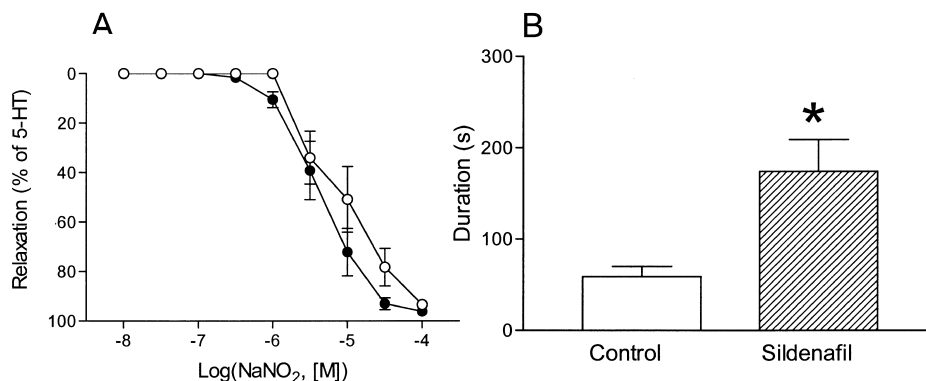 A
0
20
40
60
80
100
Relaxation (% of 5-HT)
-8
-7
-6
-5
-4
Log(NaNO₂, [M])
B
300
200
100
0
Duration (s)
*
Control
Sildenafil